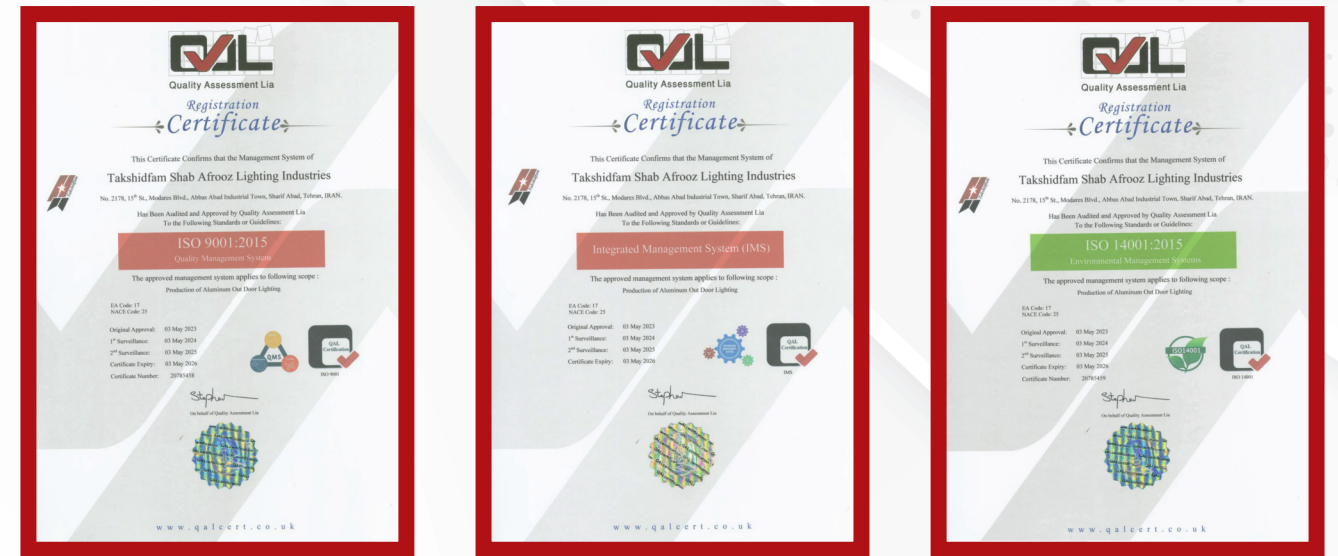 QAL
Quality Assessment Lia
Registration
Certificate
This Certificate Confirms that the Management System of
Takshidfam Shab Afrooz Lighting Industries
No. 2178, 15th St., Modares Blvd., Abbas Abad Industrial Town, Sharif Abad, Tehran, IRAN.
Has Been Audited and Approved by Quality Assessment Lia
To the Following Standards or Guidelines:
ISO 9001:2015
Quality Management System
The approved management system applies to following scope :
Production of Aluminum Out Door Lighting
EA Code: 17
NACE Code: 25
Original Approval: 03 May 2023
1st Surveillance: 03 May 2024
2nd Surveillance: 03 May 2025
Certificate Expiry: 03 May 2026
Certificate Number: 20785458
QMS
QAL
Certification
ISO 9001
Stephen
On behalf of Quality Assessment Lia
www.qalcert.co.uk
QAL
Quality Assessment Lia
Registration
Certificate
This Certificate Confirms that the Management System of
Takshidfam Shab Afrooz Lighting Industries
No. 2178, 15th St., Modares Blvd., Abbas Abad Industrial Town, Sharif Abad, Tehran, IRAN.
Has Been Audited and Approved by Quality Assessment Lia
To the Following Standards or Guidelines:
Integrated Management System (IMS)
The approved management system applies to following scope :
Production of Aluminum Out Door Lighting
EA Code: 17
NACE Code: 25
Original Approval: 03 May 2023
1st Surveillance: 03 May 2024
2nd Surveillance: 03 May 2025
Certificate Expiry: 03 May 2026
QAL
Certification
IMS
Stephen
On behalf of Quality Assessment Lia
www.qalcert.co.uk
QAL
Quality Assessment Lia
Registration
Certificate
This Certificate Confirms that the Management System of
Takshidfam Shab Afrooz Lighting Industries
No. 2178, 15th St., Modares Blvd., Abbas Abad Industrial Town, Sharif Abad, Tehran, IRAN.
Has Been Audited and Approved by Quality Assessment Lia
To the Following Standards or Guidelines:
ISO 14001:2015
Environmental Management Systems
The approved management system applies to following scope :
Production of Aluminum Out Door Lighting
EA Code: 17
NACE Code: 25
Original Approval: 03 May 2023
1st Surveillance: 03 May 2024
2nd Surveillance: 03 May 2025
Certificate Expiry: 03 May 2026
Certificate Number: 20785459
ISO14001
QAL
Certification
ISO 14001
Stephen
On behalf of Quality Assessment Lia
www.qalcert.co.uk